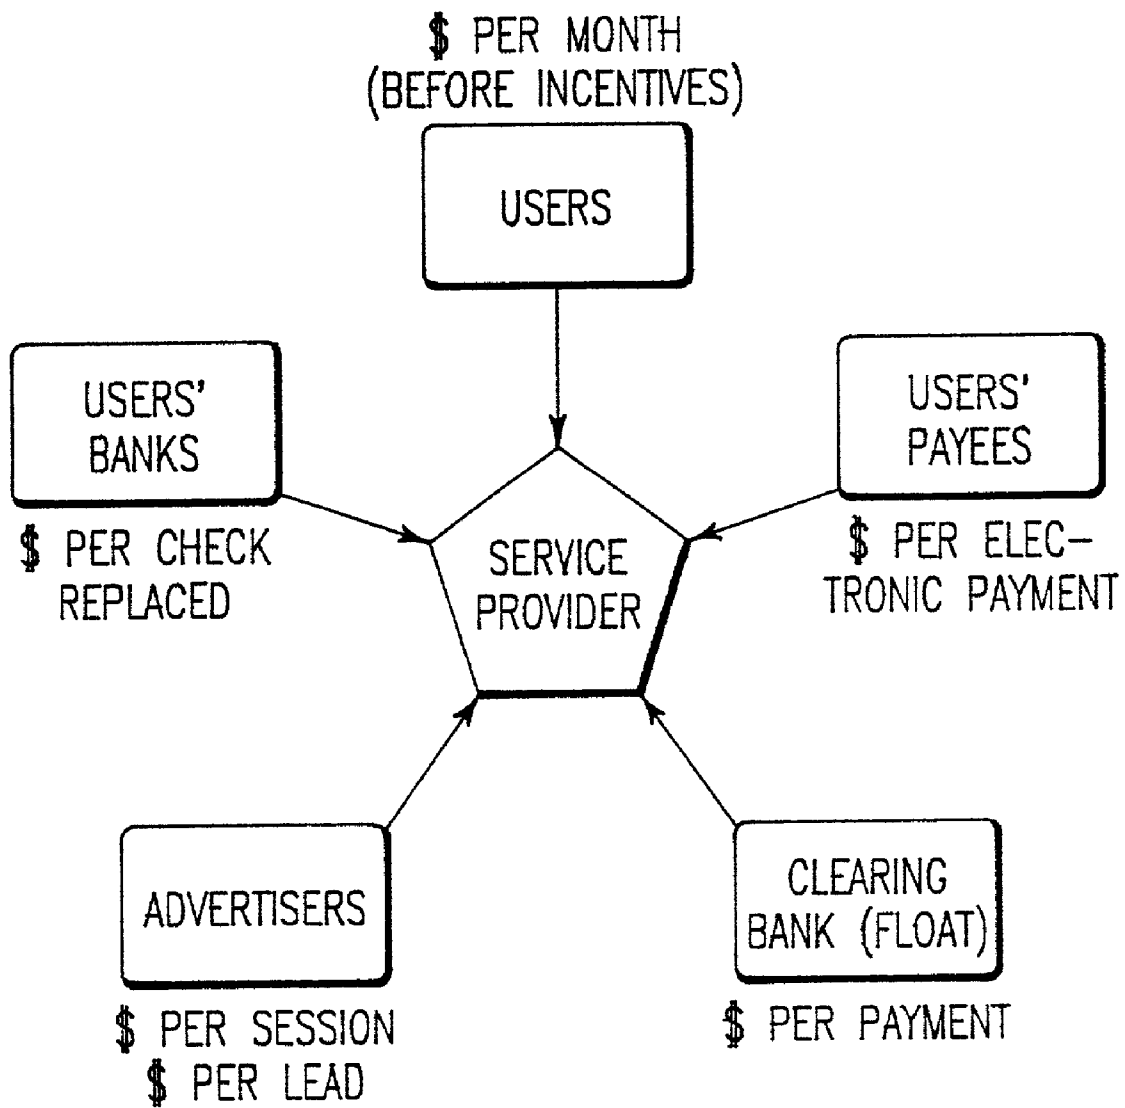 $ PER MONTH
(BEFORE INCENTIVES)
USERS
USERS'
BANKS
$ PER CHECK
REPLACED
USERS'
PAYEES
$ PER ELEC-
TRONIC PAYMENT
SERVICE
PROVIDER
ADVERTISERS
$ PER SESSION
$ PER LEAD
CLEARING
BANK (FLOAT)
$ PER PAYMENT